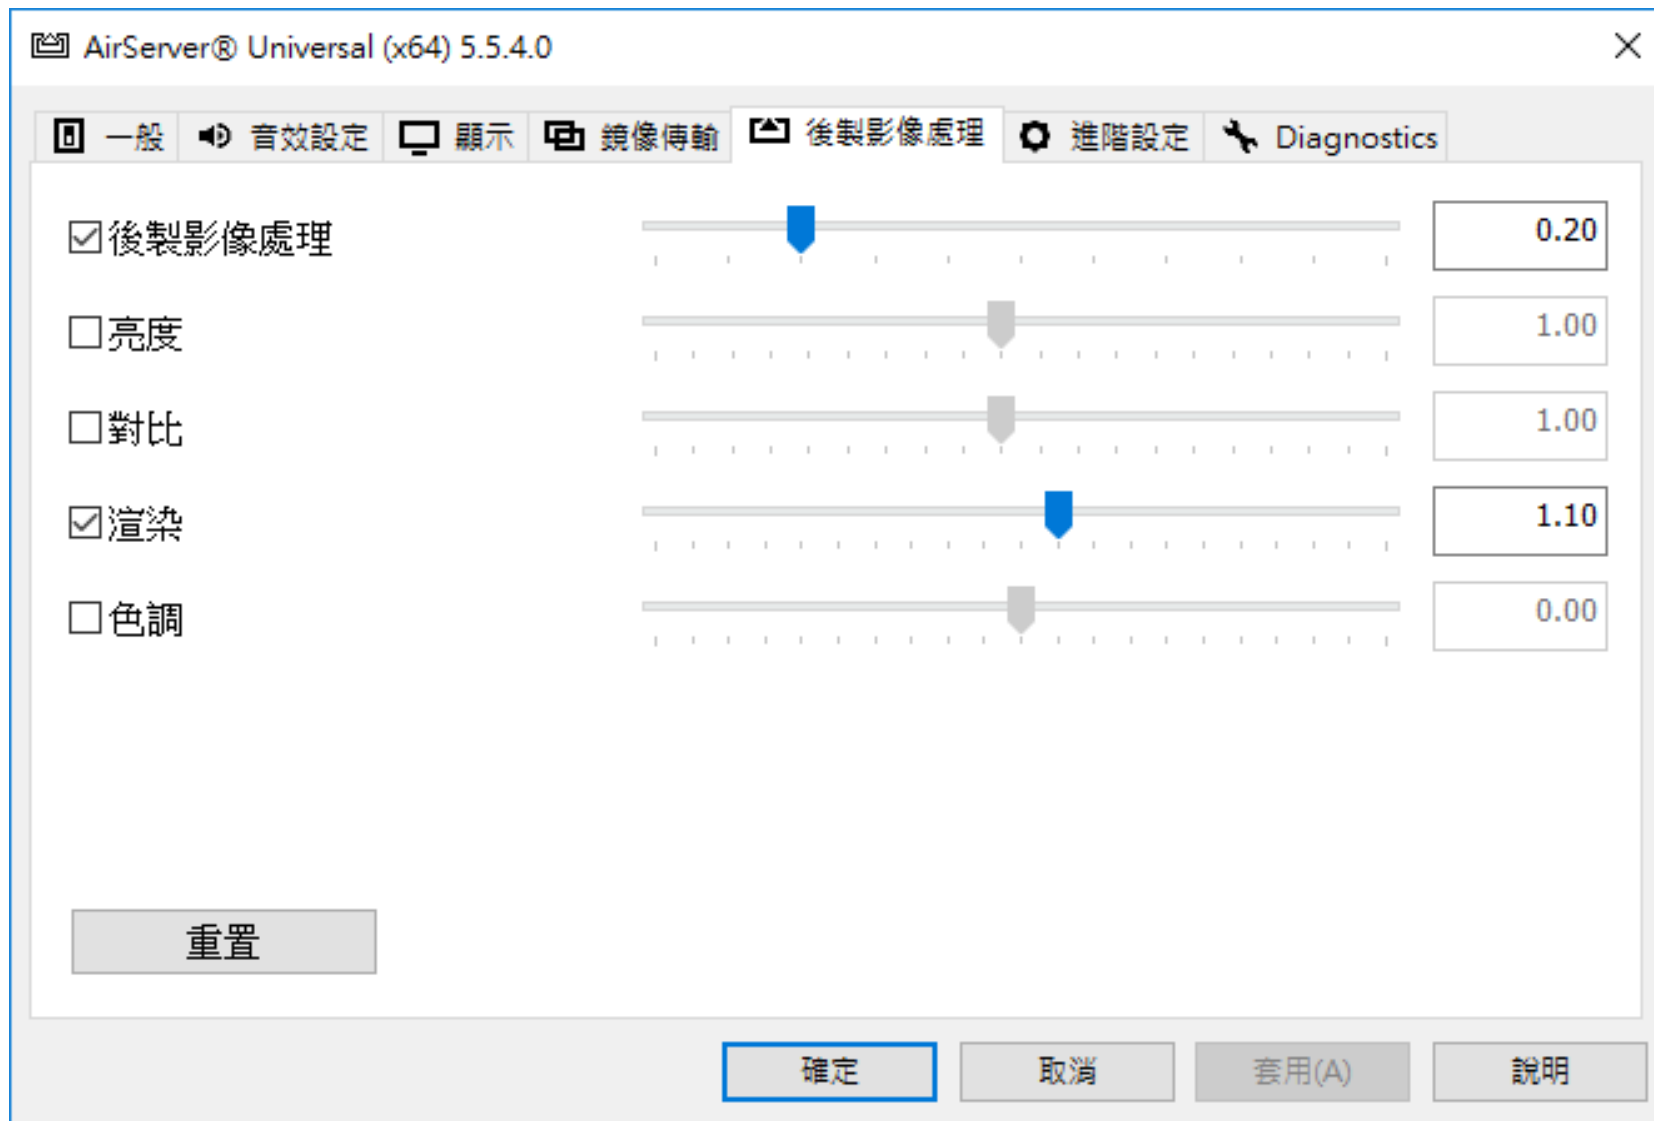 AirServer® Universal (x64) 5.5.4.0
一般 音效設定 顯示 鏡像傳輸 後製影像處理 進階設定 Diagnostics
後製影像處理 0.20
亮度 1.00
對比 1.00
渲染 1.10
色調 0.00
重置
確定 取消 套用(A) 說明